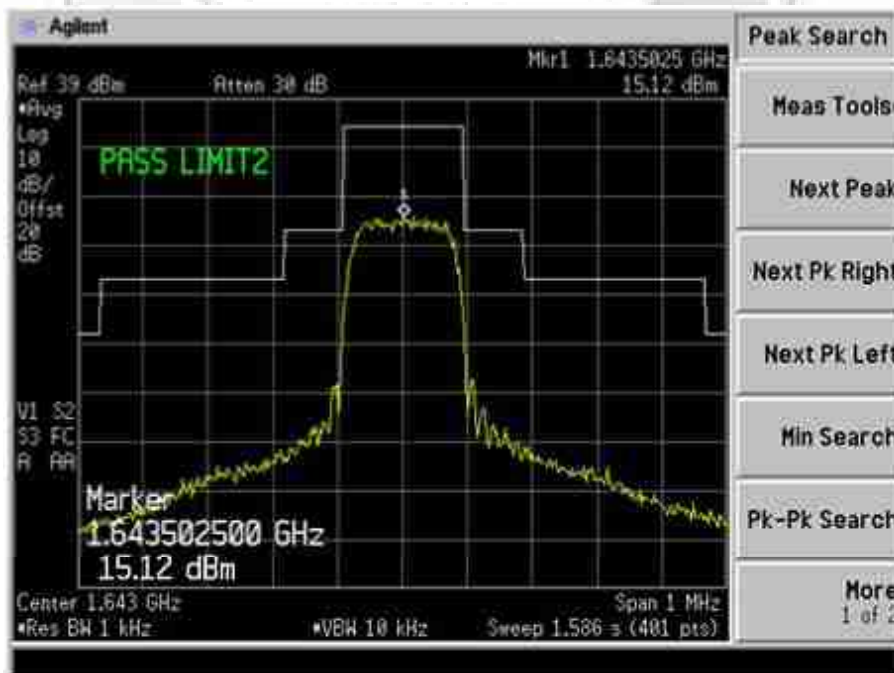 Agilent
Peak Search
Mkr1 1.6435025 GHz
Ref 39 dBm Atten 30 dB 15.12 dBm
*Avg
Log
10
dB/
Offst
20
dB
PASS LIMIT2
1
V1 S2
S3 FC
A AA
Marker
1.643502500 GHz
15.12 dBm
Center 1.643 GHz Span 1 MHz
*Res BW 1 kHz *VBW 10 kHz Sweep 1.586 s (401 pts)
Meas Tools
Next Peak
Next Pk Right
Next Pk Left
Min Search
Pk-Pk Search
More
1 of 2